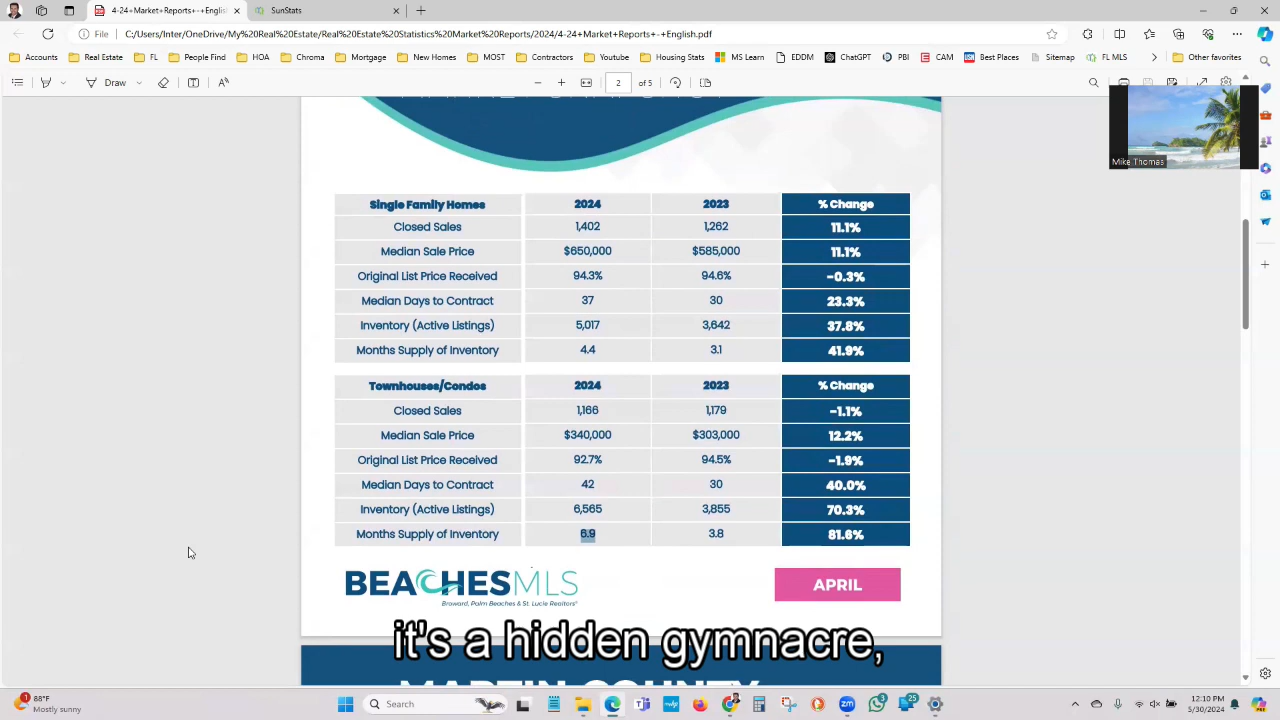 4-24+Market+Reports+-+English.p
SunStats
File
C:/Users/Inter/OneDrive/My%20Real%20Estate/Real%20Estate%20Statistics%20Market%20Reports/2024/4-24+Market+Reports+-+English.pdf
Accounts Real Estate FL People Find HOA Chroma Mortgage New Homes MOST Contractors Youtube Housing Stats MS Learn EDDM ChatGPT PBI CAM Best Places Sitemap FL MLS Other favorites
Draw 2 of 5
Mike Thomas
Single Family Homes 2024 2023 % Change
Closed Sales 1,402 1,262 11.1%
Median Sale Price $650,000 $585,000 11.1%
Original List Price Received 94.3% 94.6% -0.3%
Median Days to Contract 37 30 23.3%
Inventory (Active Listings) 5,017 3,642 37.8%
Months Supply of Inventory 4.4 3.1 41.9%
Townhouses/Condos 2024 2023 % Change
Closed Sales 1,166 1,179 -1.1%
Median Sale Price $340,000 $303,000 12.2%
Original List Price Received 92.7% 94.5% -1.9%
Median Days to Contract 42 30 40.0%
Inventory (Active Listings) 6,565 3,855 70.3%
Months Supply of Inventory 6.9 3.8 81.6%
BEACHESMLS
Broward, Palm Beaches & St. Lucie Realtors®
APRIL
it's a hidden gymnacre,
MARTIN COUNTY
88°F
Mostly sunny
Search
12:30 PM
5/30/2024